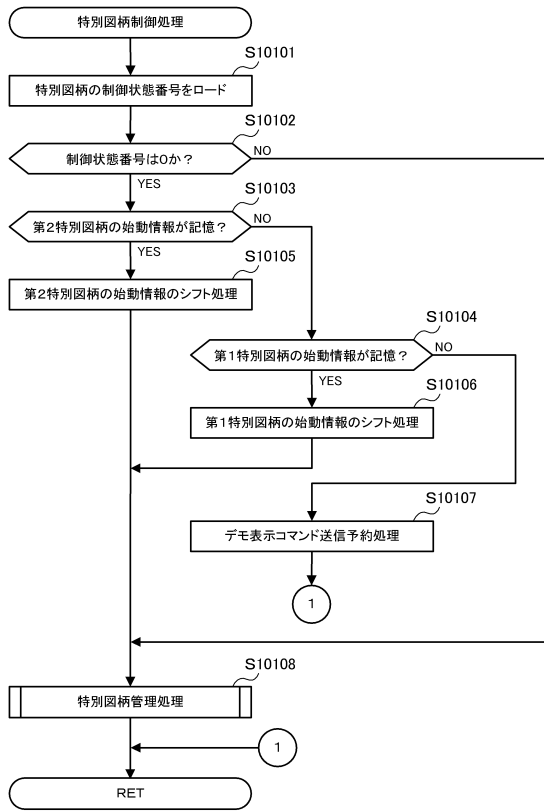 特別図柄制御処理
S10101
特別図柄の制御状態番号をロード
S10102
制御状態番号は0か?
NO
YES
S10103
第2特別図柄の始動情報が記憶?
NO
YES
S10105
第2特別図柄の始動情報のシフト処理
S10104
第1特別図柄の始動情報が記憶?
NO
YES
S10106
第1特別図柄の始動情報のシフト処理
S10107
デモ表示コマンド送信予約処理
1
S10108
特別図柄管理処理
1
RET